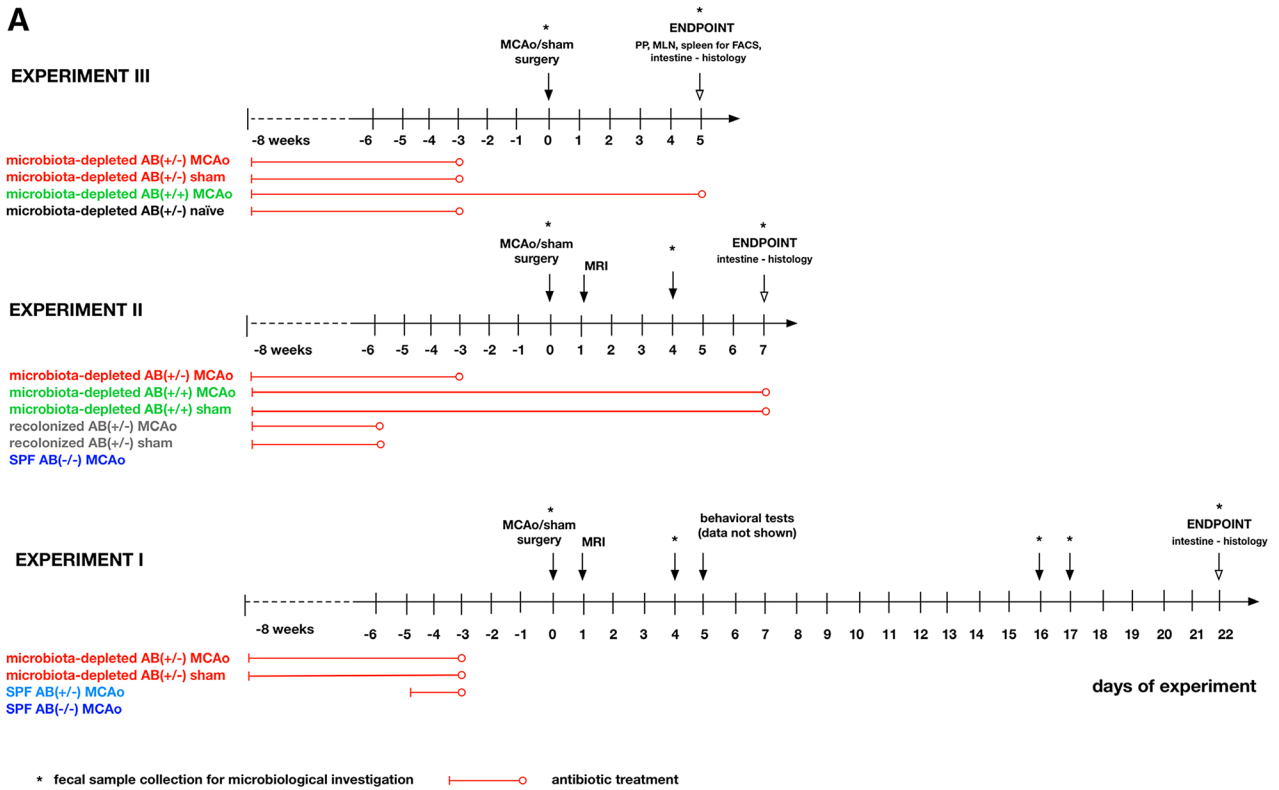 A
*
*
ENDPOINT
MCAo/sham
surgery
PP, MLN, spleen for FACS,
intestine - histology
EXPERIMENT III
-8 weeks -6 -5 -4 -3 -2 -1 0 1 2 3 4 5
microbiota-depleted AB(+/-) MCAo
microbiota-depleted AB(+/-) sham
microbiota-depleted AB(+/+) MCAo
microbiota-depleted AB(+/-) naïve
*
*
*
MCAo/sham
surgery
MRI
ENDPOINT
intestine - histology
EXPERIMENT II
-8 weeks -6 -5 -4 -3 -2 -1 0 1 2 3 4 5 6 7
microbiota-depleted AB(+/-) MCAo
microbiota-depleted AB(+/+) MCAo
microbiota-depleted AB(+/+) sham
recolonized AB(+/-) MCAo
recolonized AB(+/-) sham
SPF AB(-/-) MCAo
*
MCAo/sham
surgery
MRI
*
behavioral tests
(data not shown)
* *
*
ENDPOINT
intestine - histology
EXPERIMENT I
-8 weeks -6 -5 -4 -3 -2 -1 0 1 2 3 4 5 6 7 8 9 10 11 12 13 14 15 16 17 18 19 20 21 22
microbiota-depleted AB(+/-) MCAo
microbiota-depleted AB(+/-) sham
SPF AB(+/-) MCAo
SPF AB(-/-) MCAo
days of experiment
* fecal sample collection for microbiological investigation
antibiotic treatment